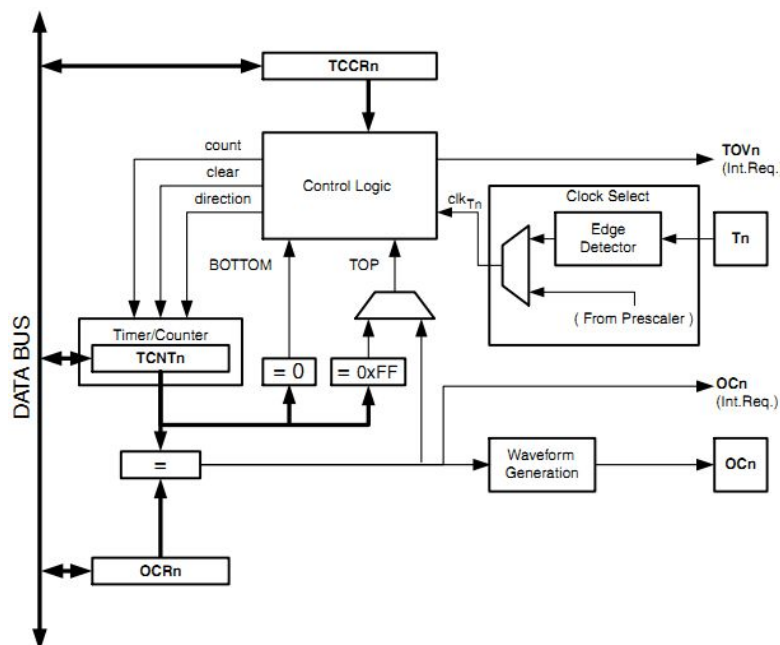 TCCRn
count
clear
direction
Control Logic
TOVn
(Int.Req.)
Clock Select
clkTn
Edge
Detector
Tn
( From Prescaler )
BOTTOM
TOP
Timer/Counter
TCNTn
= 0
= 0xFF
OCn
(Int.Req.)
=
Waveform
Generation
OCn
OCRn
DATA BUS